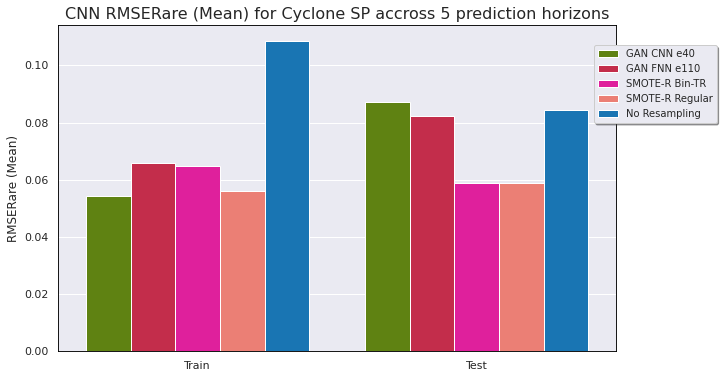 CNN RMSERare (Mean) for Cyclone SP accross 5 prediction horizons
RMSERare (Mean)
0.10
0.08
0.06
0.04
0.02
0.00
Train
Test
GAN CNN e40
GAN FNN e110
SMOTE-R Bin-TR
SMOTE-R Regular
No Resampling